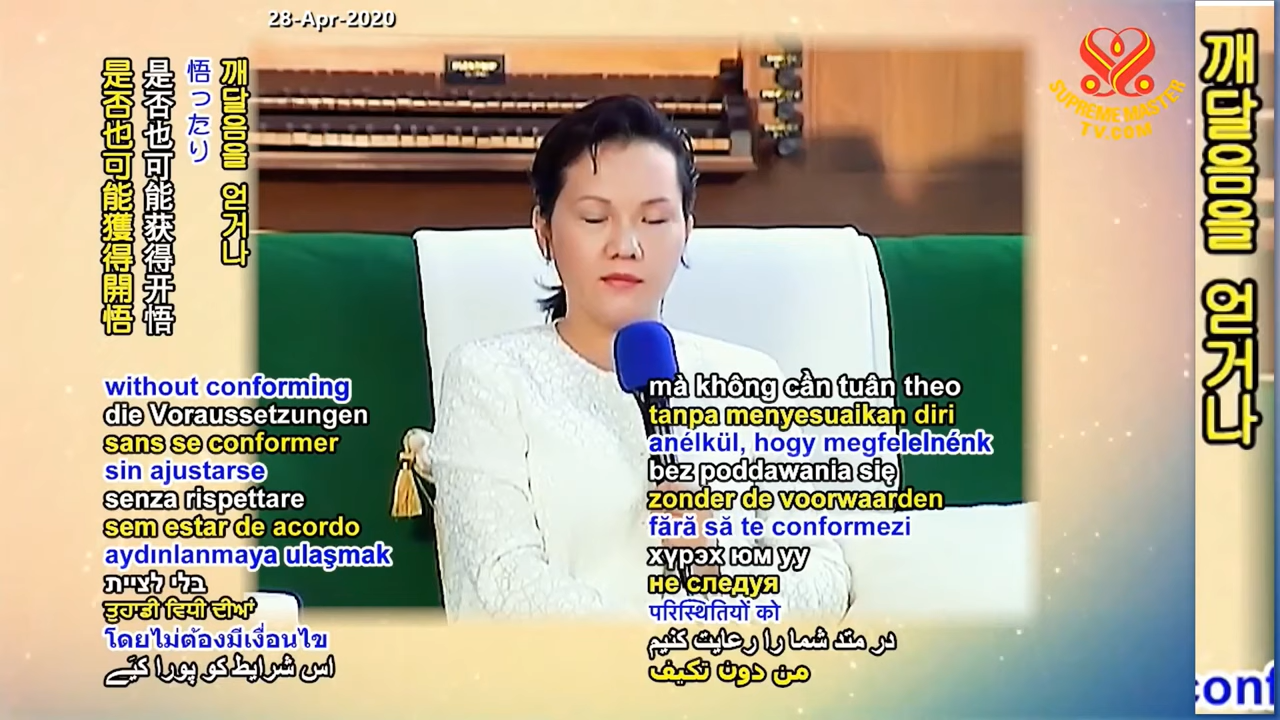 28-Apr-2020
SUPREME MASTER
TV.COM
깨달음을 얻거나
悟ったり
是否也可能获得开悟
是否也可能獲得開悟
without conforming
die Voraussetzungen
sans se conformer
sin ajustarse
senza rispettare
sem estar de acordo
aydınlanmaya ulaşmak
בלי לציית
ਤੁਹਾਡੀ ਵਿਧੀ ਦੀਆਂ
โดยไม่ต้องมีเงื่อนไข
اس شرایط کو پورا کیَے
mà không cần tuân theo
tanpa menyesuaikan diri
anélkül, hogy megfelelnénk
bez poddawania się
zonder de voorwaarden
fără să te conformezi
хүрэх юм уу
не следуя
परिस्थितियों को
در متد شما را رعایت کنیم
من دون تكيف
깨달음을 얻거나
conf